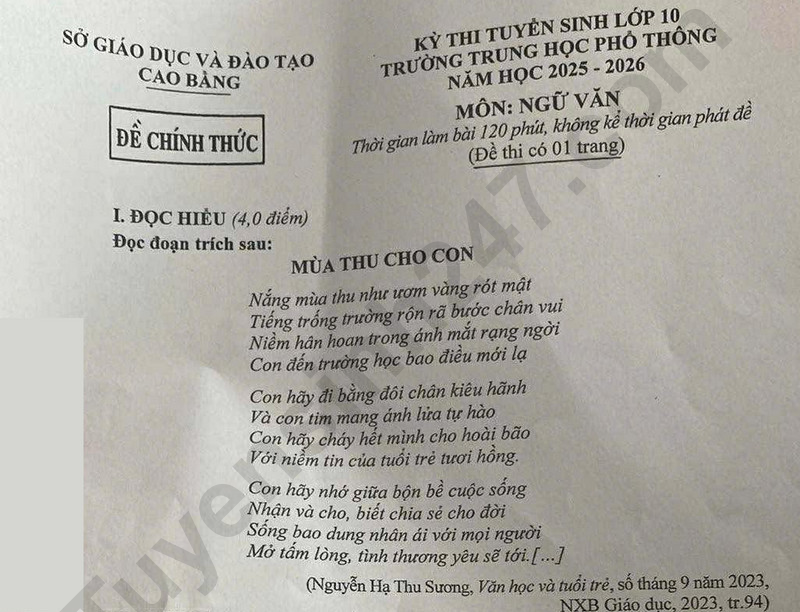 SỞ GIÁO DỤC VÀ ĐÀO TẠO
CAO BẰNG
ĐỀ CHÍNH THỨC
KỲ THI TUYỂN SINH LỚP 10
TRƯỜNG TRUNG HỌC PHỔ THÔNG
NĂM HỌC 2025 - 2026
MÔN: NGỮ VĂN
Thời gian làm bài 120 phút, không kể thời gian phát đề
(Đề thi có 01 trang)
I. ĐỌC HIỂU (4,0 điểm)
Đọc đoạn trích sau:
MÙA THU CHO CON
Nắng mùa thu như ươm vàng rót mật
Tiếng trống trường rộn rã bước chân vui
Niềm hân hoan trong ánh mắt rạng ngời
Con đến trường học bao điều mới lạ
Con hãy đi bằng đôi chân kiêu hãnh
Và con tim mang ánh lửa tự hào
Con hãy cháy hết mình cho hoài bão
Với niềm tin của tuổi trẻ tươi hồng.
Con hãy nhớ giữa bộn bề cuộc sống
Nhận và cho, biết chia sẻ cho đời
Sống bao dung nhân ái với mọi người
Mở tấm lòng, tình thương yêu sẽ tới.[...]
(Nguyễn Hạ Thu Sương, Văn học và tuổi trẻ, số tháng 9 năm 2023,
NXB Giáo dục, 2023, tr.94)
Tuyensinh247.com